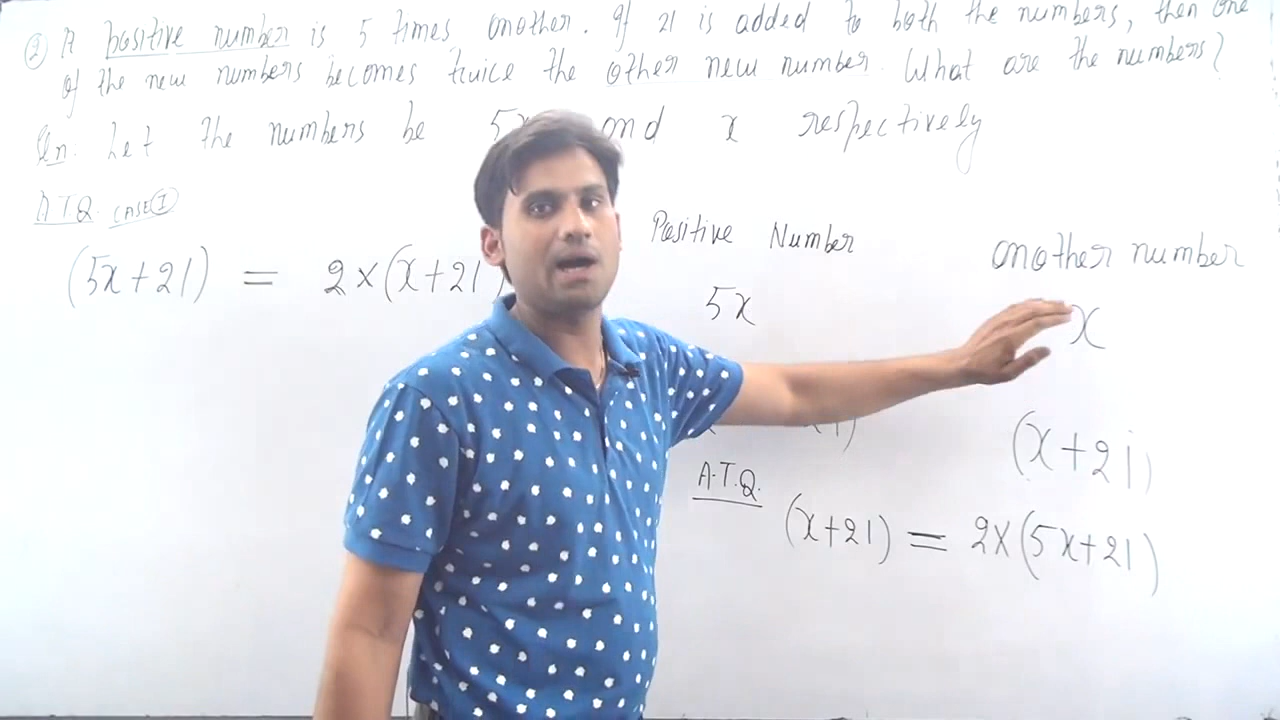 ② A positive number is 5 times another. If 21 is added to both the numbers, then one
of the new numbers becomes twice the other new number. What are the numbers?
Let the numbers be 5x and x respectively
A.T.Q. CASE ①
(5x+21) = 2×(x+21
Positive Number
another number
5x
x
(x+21)
A.T.Q.
(x+21) = 2×(5x+21)